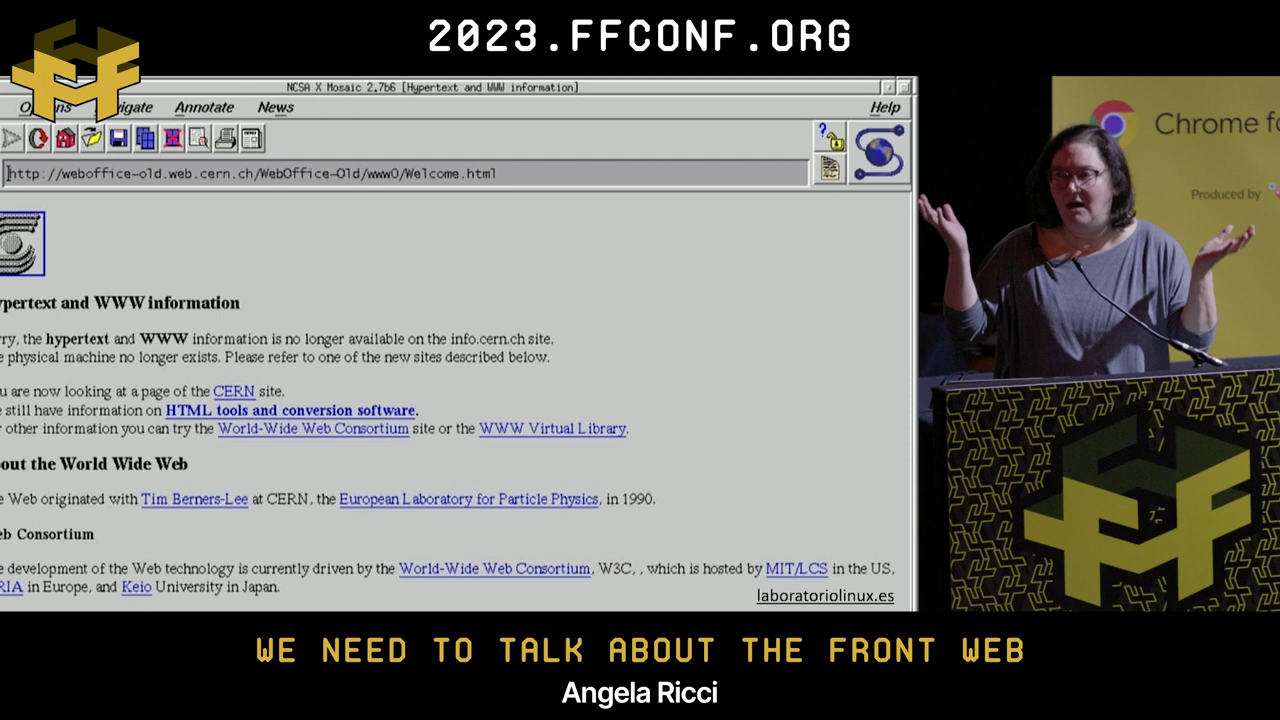 2023.FFCONF.ORG
NCSA X Mosaic 2.7b6 [Hypertext and WWW information]
Annotate News Help
http://weboffice-old.web.cern.ch/WebOffice-Old/www0/Welcome.html
Chrome fo
Produced by
ypertext and WWW information
rry, the hypertext and WWW information is no longer available on the info.cern.ch site.
e physical machine no longer exists. Please refer to one of the new sites described below.
u are now looking at a page of the CERN site.
e still have information on HTML tools and conversion software.
r other information you can try the World-Wide Web Consortium site or the WWW Virtual Library.
out the World Wide Web
e Web originated with Tim Berners-Lee at CERN, the European Laboratory for Particle Physics, in 1990.
eb Consortium
e development of the Web technology is currently driven by the World-Wide Web Consortium, W3C, , which is hosted by MIT/LCS in the US,
RIA in Europe, and Keio University in Japan.
laboratoriolinux.es
WE NEED TO TALK ABOUT THE FRONT WEB
Angela Ricci